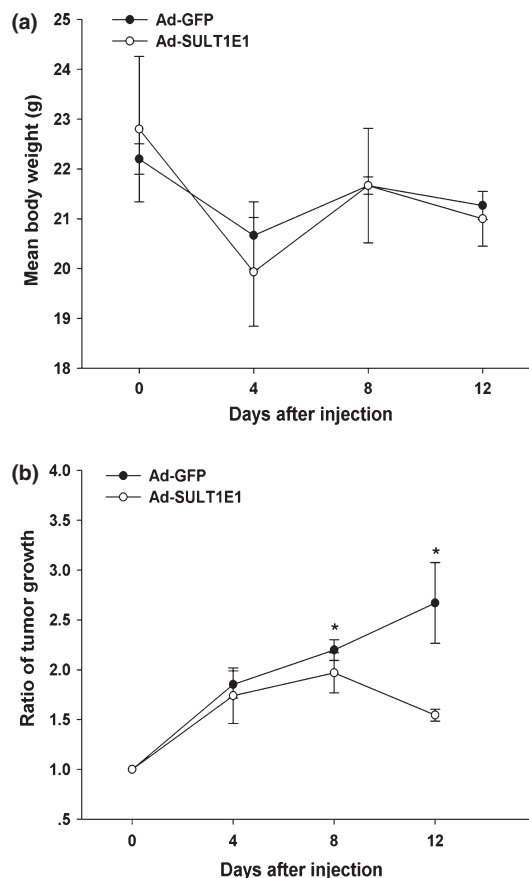 (a)
Ad-GFP
Ad-SULT1E1
Mean body weight (g)
25
24
23
22
21
20
19
18
0 4 8 12
Days after injection
(b)
Ad-GFP
Ad-SULT1E1
Ratio of tumor growth
4.0
3.5
3.0
2.5
2.0
1.5
1.0
.5
* *
0 4 8 12
Days after injection